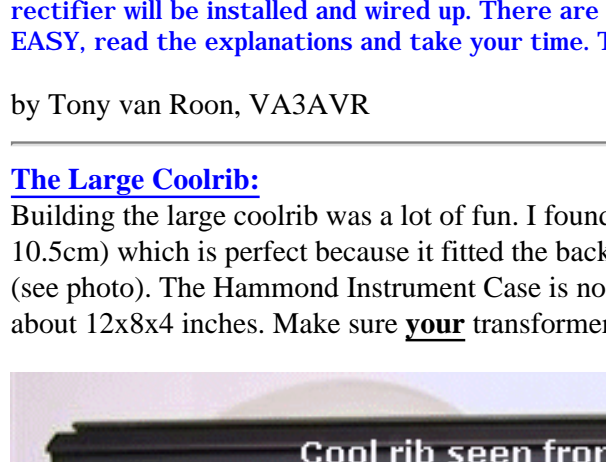 rectifier will be installed and wired up. There are
EASY, read the explanations and take your time. T
by Tony van Roon, VA3AVR
The Large Coolrib:
Building the large coolrib was a lot of fun. I found
10.5cm) which is perfect because it fitted the back
(see photo). The Hammond Instrument Case is no
about 12x8x4 inches. Make sure your transformer
Cool rib seen from